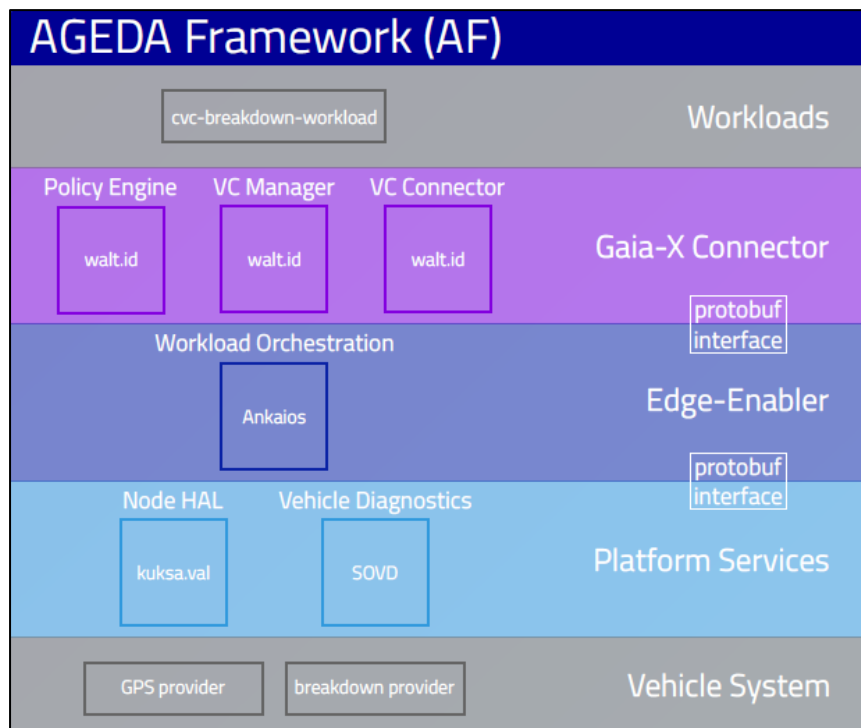 AGEDA Framework (AF)
cvc-breakdown-workload
Workloads
Policy Engine
VC Manager
VC Connector
walt.id
walt.id
walt.id
Gaia-X Connector
protobuf
interface
Workload Orchestration
Ankaios
Edge-Enabler
protobuf
interface
Node HAL
Vehicle Diagnostics
kuksa.val
SOVD
Platform Services
GPS provider
breakdown provider
Vehicle System